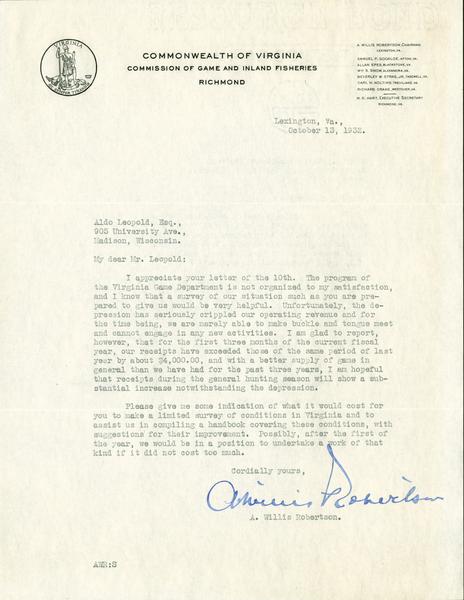 VIRGINIA
COMMONWEALTH OF VIRGINIA
COMMISSION OF GAME AND INLAND FISHERIES
RICHMOND
A. WILLIS ROBERTSON, CHAIRMAN
LEXINGTON, VA.
RICHMOND, VA.
Lexington, Va.,
October 13, 1932.
Aldo Leopold, Esq.,
905 University Ave.,
Madison, Wisconsin.
My dear Mr. Leopold:
I appreciate your letter of the 10th. The program of
the Virginia Game Department is not organized to my satisfaction,
and I know that a survey of our situation such as you are pre-
pared to give us would be very helpful. Unfortunately, the de-
pression has seriously crippled our operating revenue and for
the time being, we are merely able to make buckle and tongue meet
and cannot engage in any new activities. I am glad to report,
however, that for the first three months of the current fiscal
year, our receipts have exceeded those of the same period of last
year by about $4,000.00, and with a better supply of game in
general than we have had for the past three years, I am hopeful
that receipts during the general hunting season will show a sub-
stantial increase notwithstanding the depression.
Please give me some indication of what it would cost for
you to make a limited survey of conditions in Virginia and to
assist us in compiling a handbook covering these conditions, with
suggestions for their improvement. Possibly, after the first of
the year, we would be in a position to undertake a work of that
kind if it did not cost too much.
Cordially yours,
A Willis Robertson
A. Willis Robertson.
AWR:S